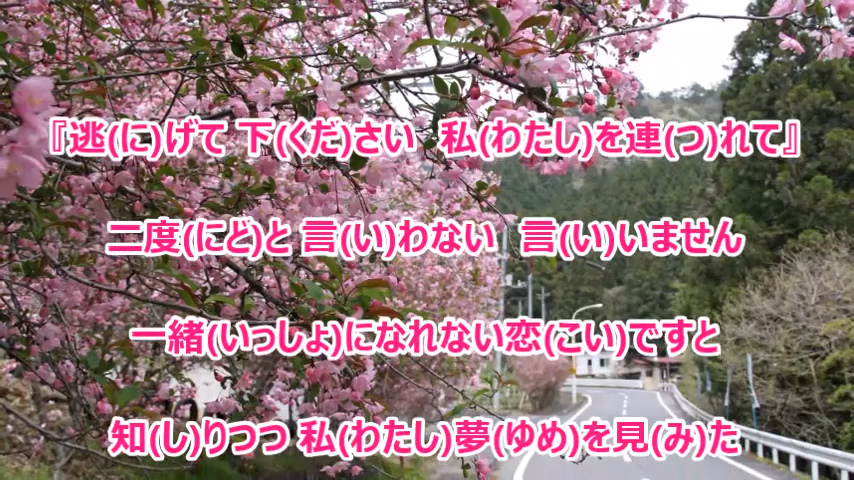 『逃(に)げて 下(くだ)さい　私(わたし)を連(つ)れて』
二度(にど)と 言(い)わない　言(い)いません
一緒(いっしょ)になれない恋(こい)ですと
知(し)りつつ 私(わたし)夢(ゆめ)を見(み)た